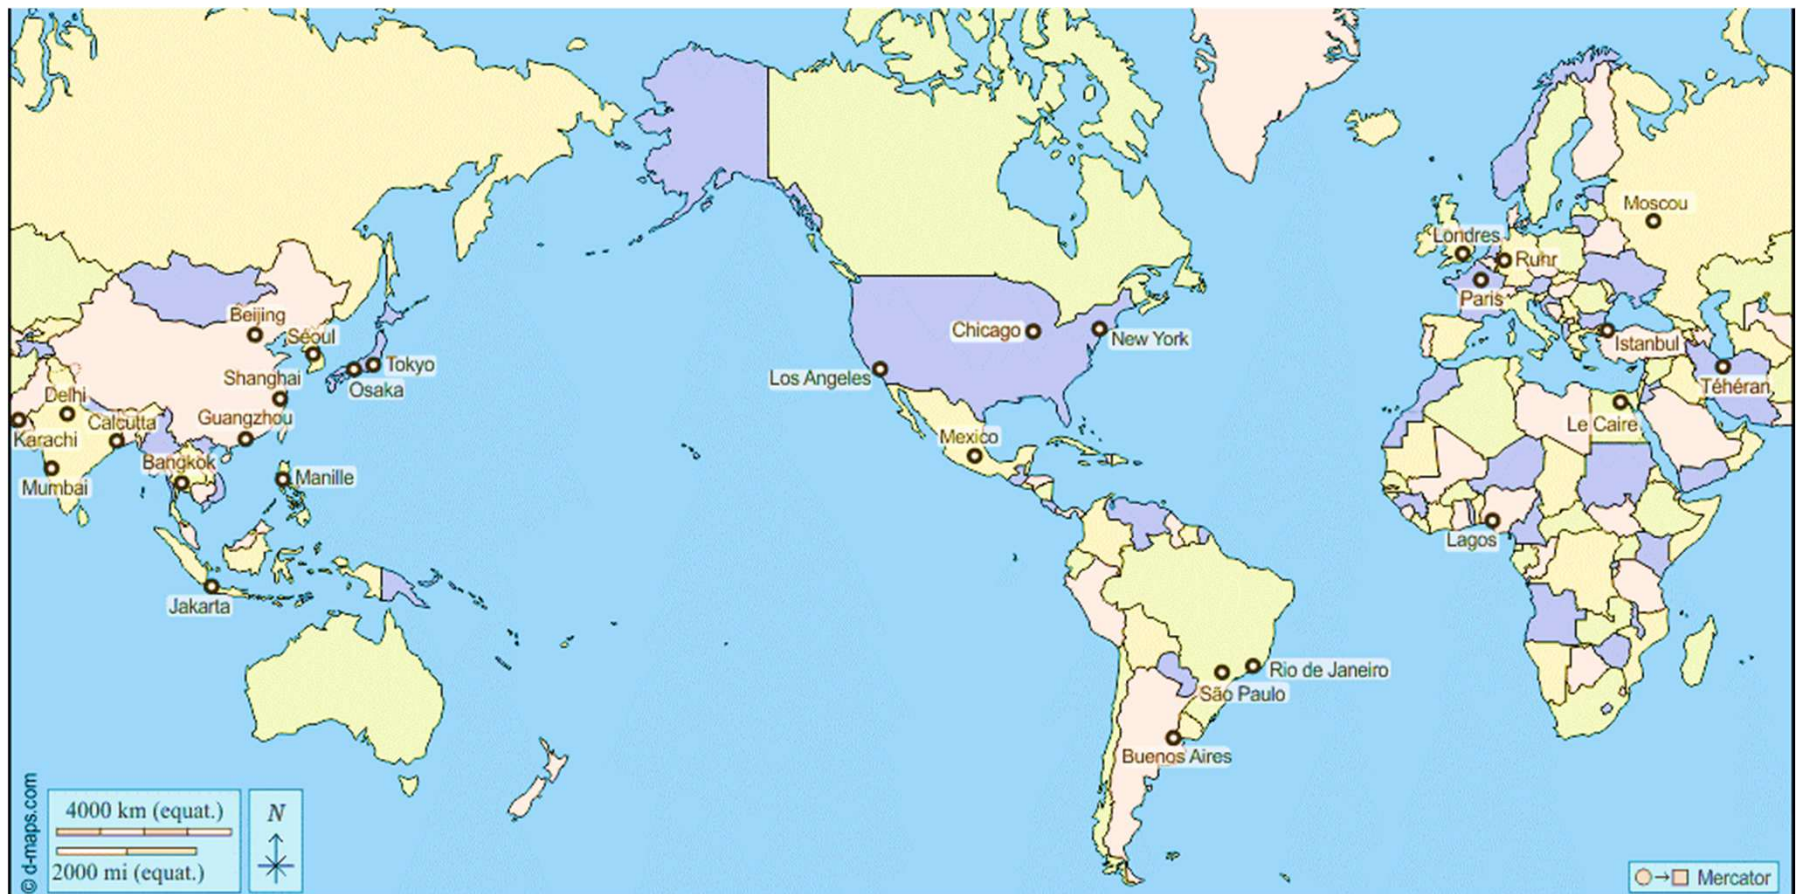 Moscou
Londres
Ruhr
Paris
Beijing
Séoul
Chicago
New York
Istanbul
Tokyo
Los Angeles
Shanghai
Osaka
Téhéran
Delhi
Guangzhou
Calcutta
Le Caire
Karachi
Mexico
Bangkok
Manille
Mumbai
Lagos
Jakarta
Rio de Janeiro
São Paulo
Buenos Aires
© d-maps.com
4000 km (equat.)
2000 mi (equat.)
N
Mercator